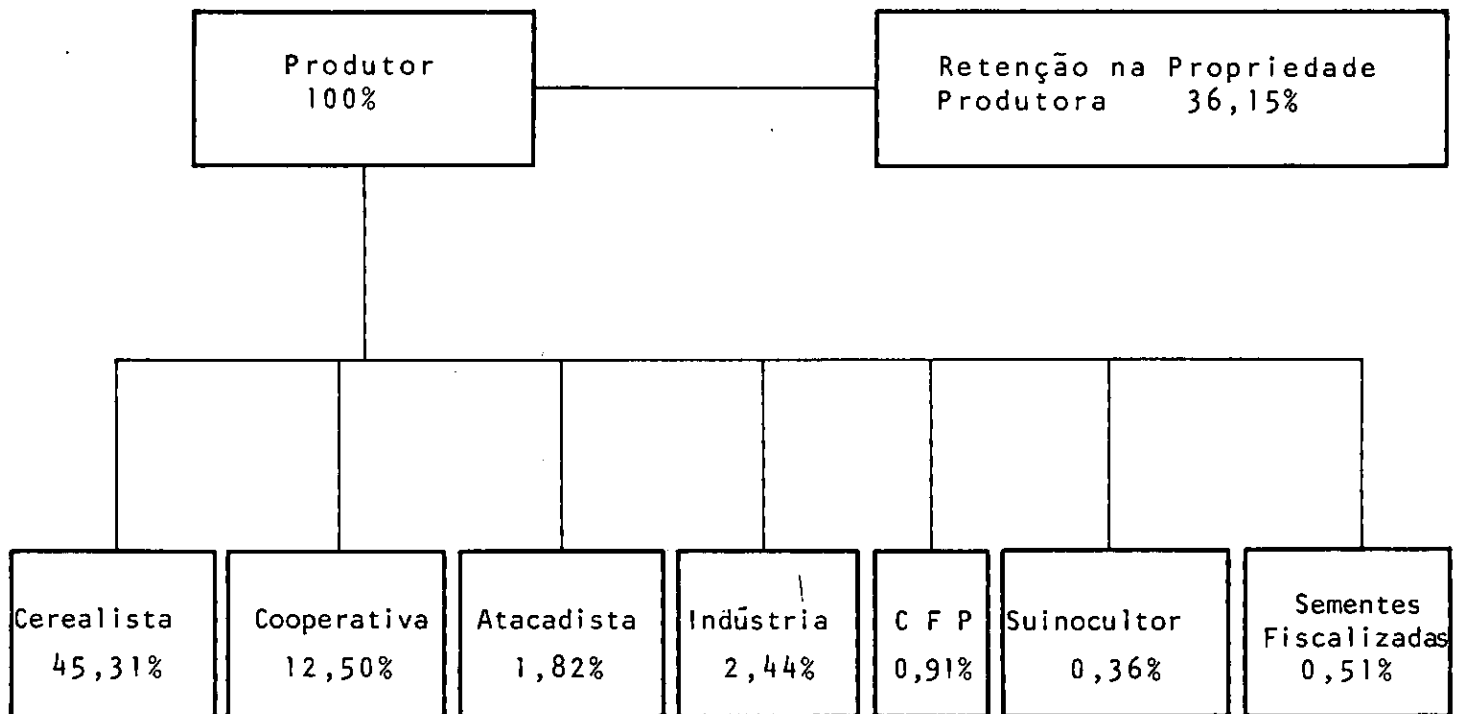 Produtor
100%
Retenção na Propriedade
Produtora 36,15%
Cerealista
45,31%
Cooperativa
12,50%
Atacadista
1,82%
Indústria
2,44%
C F P
0,91%
Suinocultor
0,36%
Sementes
Fiscalizadas
0,51%